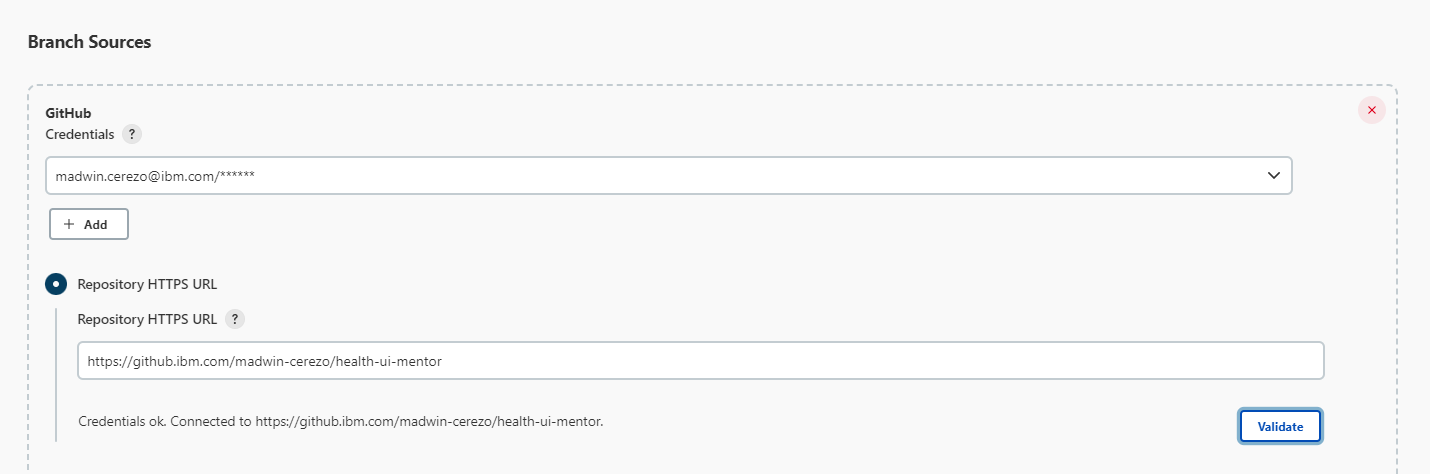 Branch Sources
GitHub
Credentials ?
madwin.cerezo@ibm.com/******
+ Add
Repository HTTPS URL
Repository HTTPS URL ?
https://github.ibm.com/madwin-cerezo/health-ui-mentor
Credentials ok. Connected to https://github.ibm.com/madwin-cerezo/health-ui-mentor.
Validate